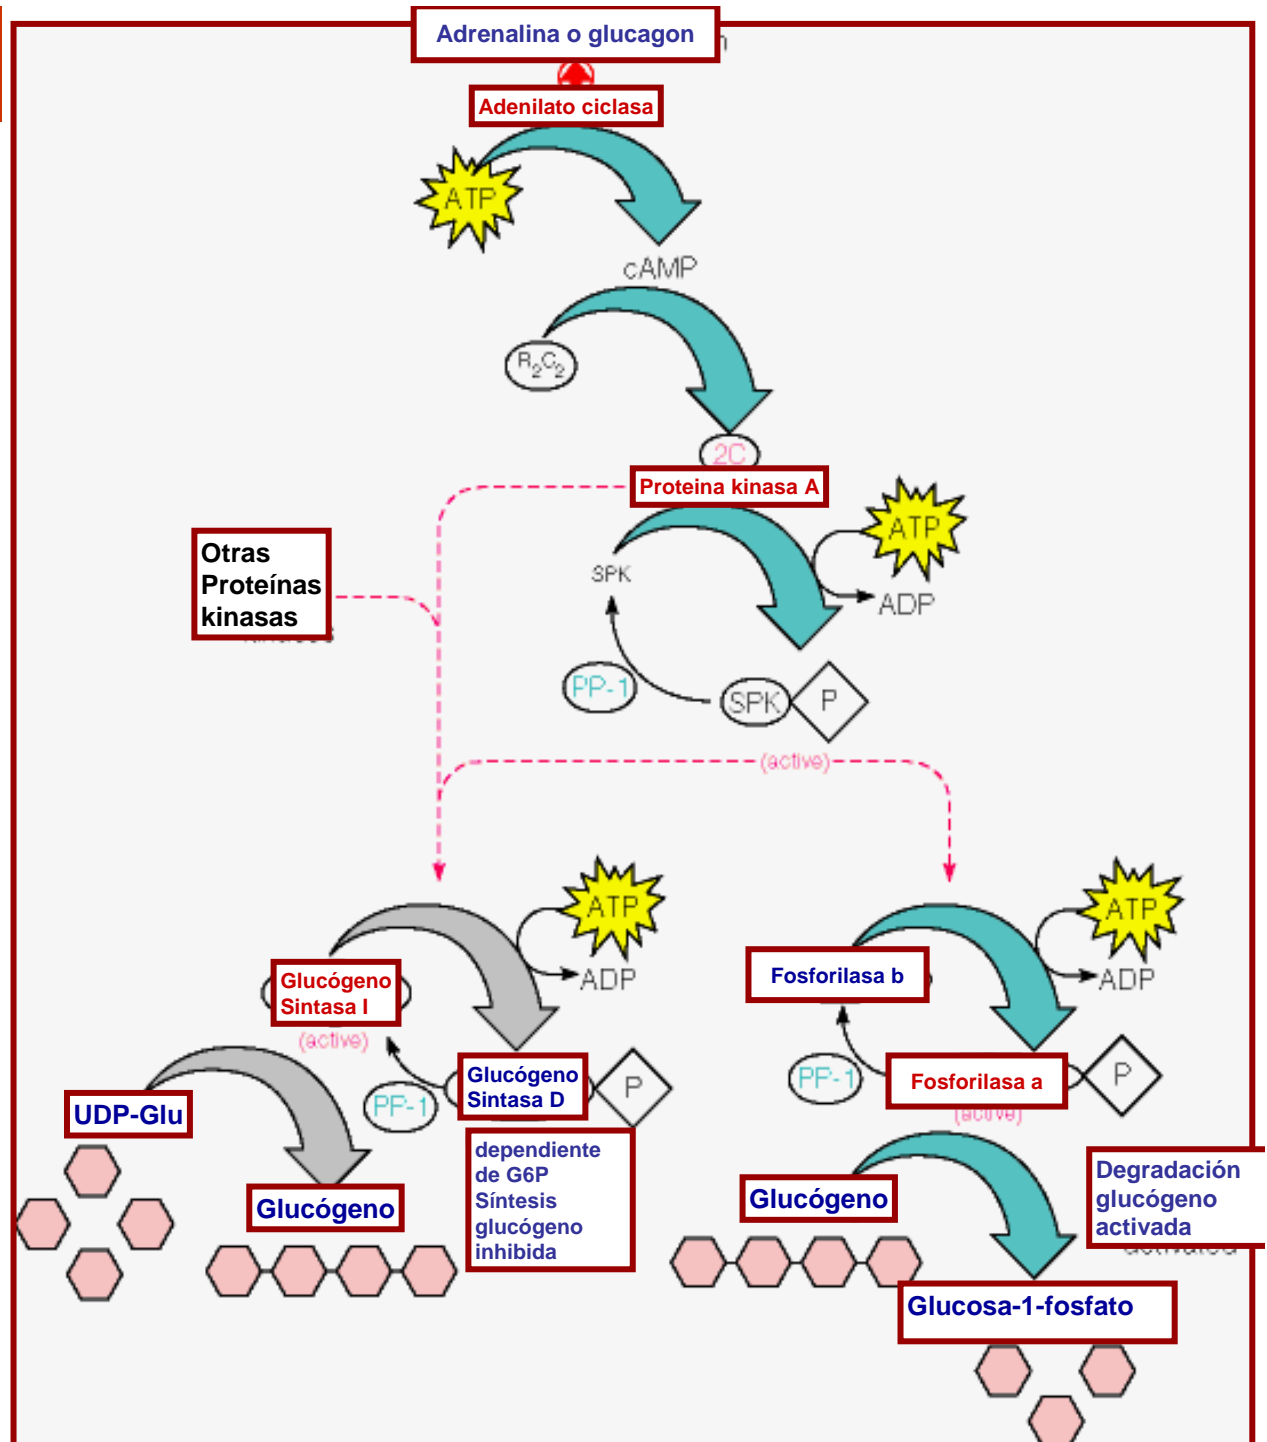 Adrenalina o glucagon
Adenilato ciclasa
ATP
cAMP
R2C2
2C
Proteina kinasa A
ATP
Otras
Proteínas
kinasas
SPK
ADP
PP-1
SPK
P
(active)
ATP
ATP
Glucógeno
Sintasa I
ADP
Fosforilasa b
ADP
(active)
Glucógeno
Sintasa D
P
PP-1
PP-1
Fosforilasa a
P
(active)
UDP-Glu
dependiente
de G6P
Síntesis
glucógeno
inhibida
Glucógeno
Glucógeno
Degradación
glucógeno
activada
Glucosa-1-fosfato